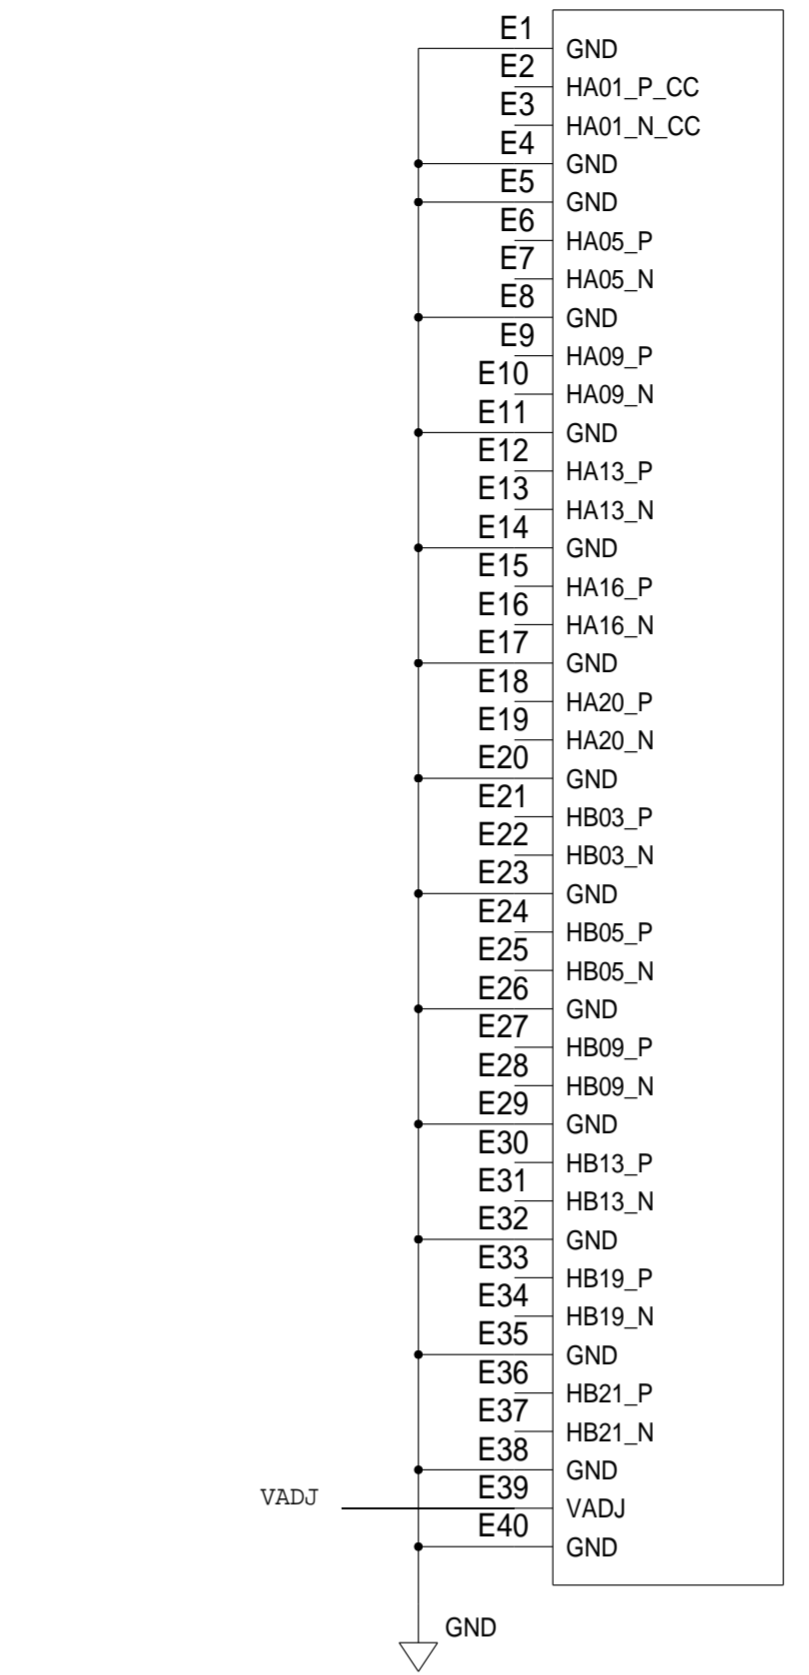 E1 GND
E2 HA01_P_CC
E3 HA01_N_CC
E4 GND
E5 GND
E6 HA05_P
E7 HA05_N
E8 GND
E9 HA09_P
E10 HA09_N
E11 GND
E12 HA13_P
E13 HA13_N
E14 GND
E15 HA16_P
E16 HA16_N
E17 GND
E18 HA20_P
E19 HA20_N
E20 GND
E21 HB03_P
E22 HB03_N
E23 GND
E24 HB05_P
E25 HB05_N
E26 GND
E27 HB09_P
E28 HB09_N
E29 GND
E30 HB13_P
E31 HB13_N
E32 GND
E33 HB19_P
E34 HB19_N
E35 GND
E36 HB21_P
E37 HB21_N
E38 GND
VADJ E39 VADJ
E40 GND
GND